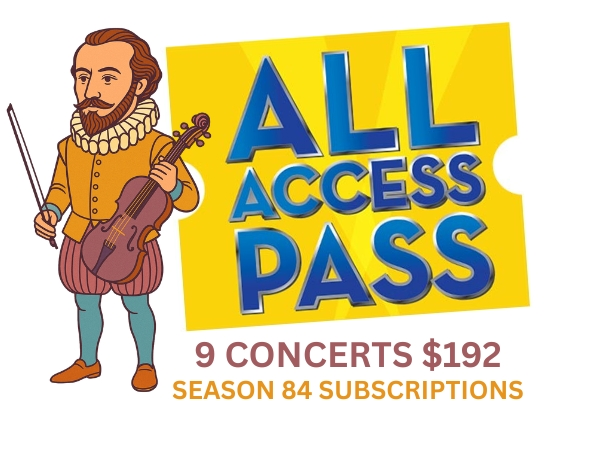 ALL
ACCESS
PASS
9 CONCERTS $192
SEASON 84 SUBSCRIPTIONS